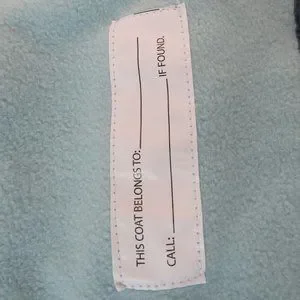 THIS COAT BELONGS TO:
CALL: IF FOUND.